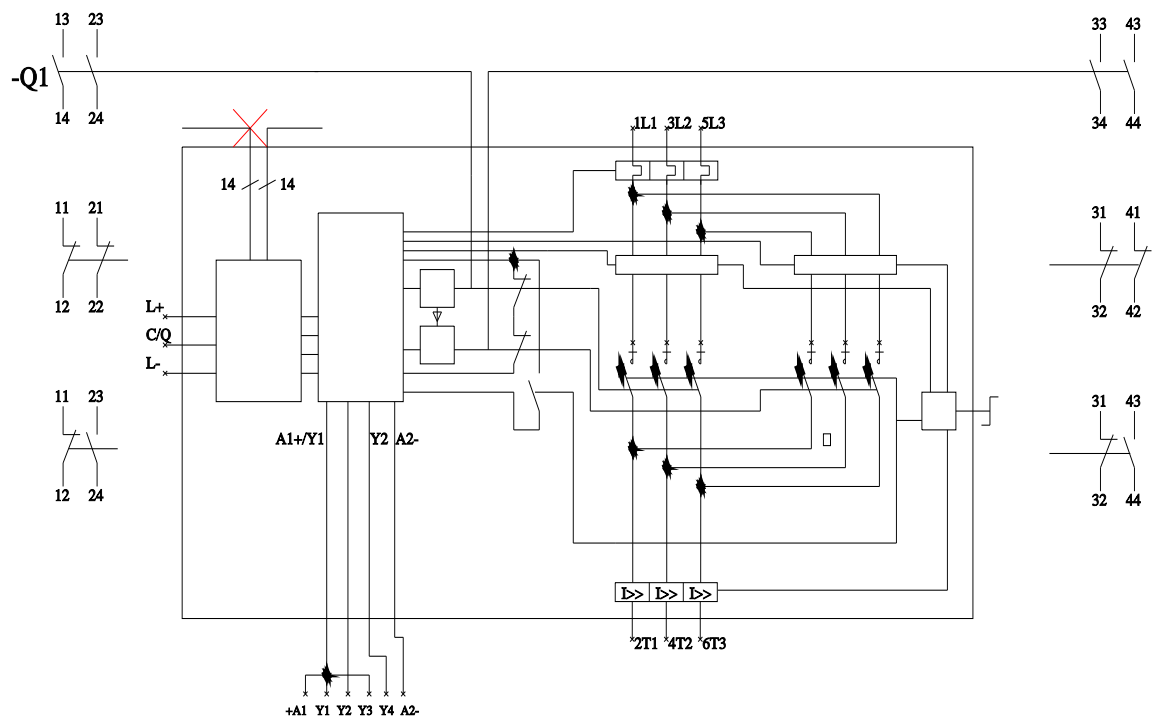 13 23
33 43
-Q1
14 24
34 44
1L1 3L2 5L3
14 14
11 21
31 41
12 22
32 42
L+
C/Q
L-
11 23
31 43
A1+/Y1 Y2 A2-
12 24
32 44
I>> I>> I>>
2T1 4T2 6T3
+A1 Y1 Y2 Y3 Y4 A2-